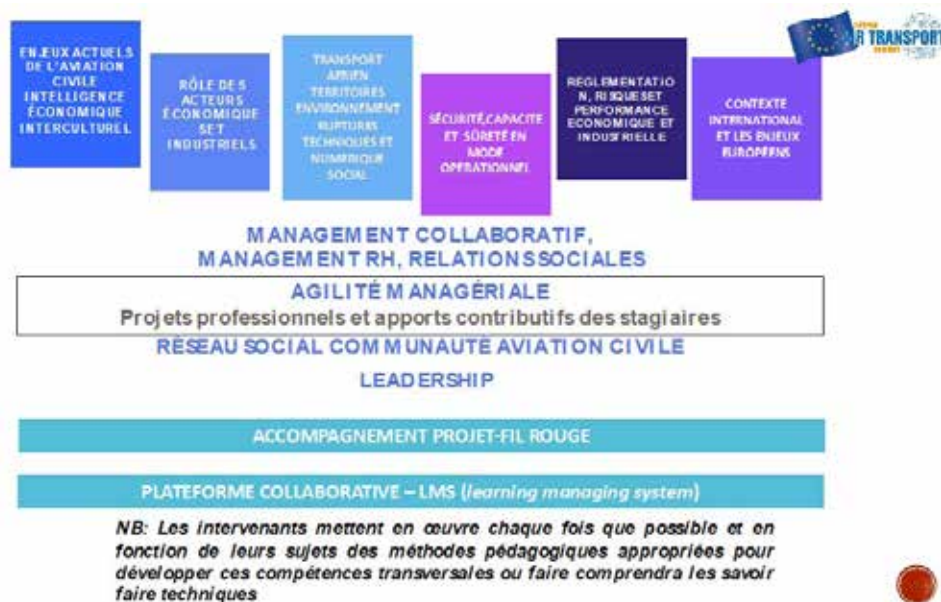 ENJEUX ACTUELS
DE L'AVIATION
CIVILE
INTELLIGENCE
ÉCONOMIQUE
INTERCULTUREL
RÔLE DE S
ACTEURS
ÉCONOMIQUE
S ET
INDUSTRIELS
TRANSPORT
AERIEN
TERRITOIRES
ENVIRONNEMENT
RUPTURES
TECHNIQUES ET
NUMERIQUE
SOCIAL
SÉCURITÉ,CAPACITE
ET SÛRETÉ EN
MODE
OPERATIONNEL
REGLEMENTATIO
N, RISQUES ET
PERFORMANCE
ECONOMIQUE ET
INDUSTRIELLE
CONTEXTE
INTERNATIONAL
ET LES ENJEUX
EUROPÉENS
R TRANSPORT
MANAGEMENT COLLABORATIF,
MANAGEMENT RH, RELATIONS SOCIALES
AGILITÉ MANAGÉRIALE
Projets professionnels et apports contributifs des stagiaires
RÉSEAU SOCIAL COMMUNAUTÉ AVIATION CIVILE
LEADERSHIP
ACCOMPAGNEMENT PROJET-FIL ROUGE
PLATEFORME COLLABORATIVE – LMS (learning managing system)
NB: Les intervenants mettent en œuvre chaque fois que possible et en
fonction de leurs sujets des méthodes pédagogiques appropriées pour
développer ces compétences transversales ou faire comprendra les savoir
faire techniques